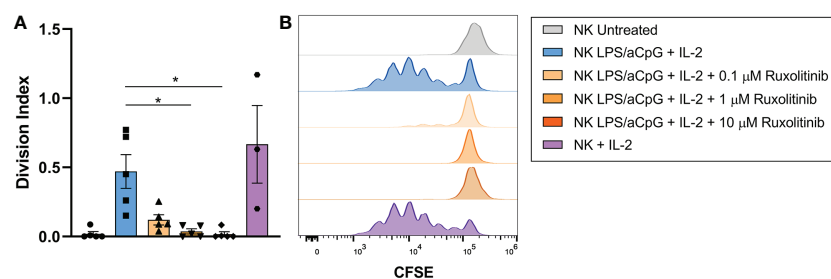 A
Division Index
1.5
1.0
0.5
0.0
*
*
B
0
10³
10⁴
10⁵
10⁶
CFSE
NK Untreated
NK LPS/aCpG + IL-2
NK LPS/aCpG + IL-2 + 0.1 µM Ruxolitinib
NK LPS/aCpG + IL-2 + 1 µM Ruxolitinib
NK LPS/aCpG + IL-2 + 10 µM Ruxolitinib
NK + IL-2